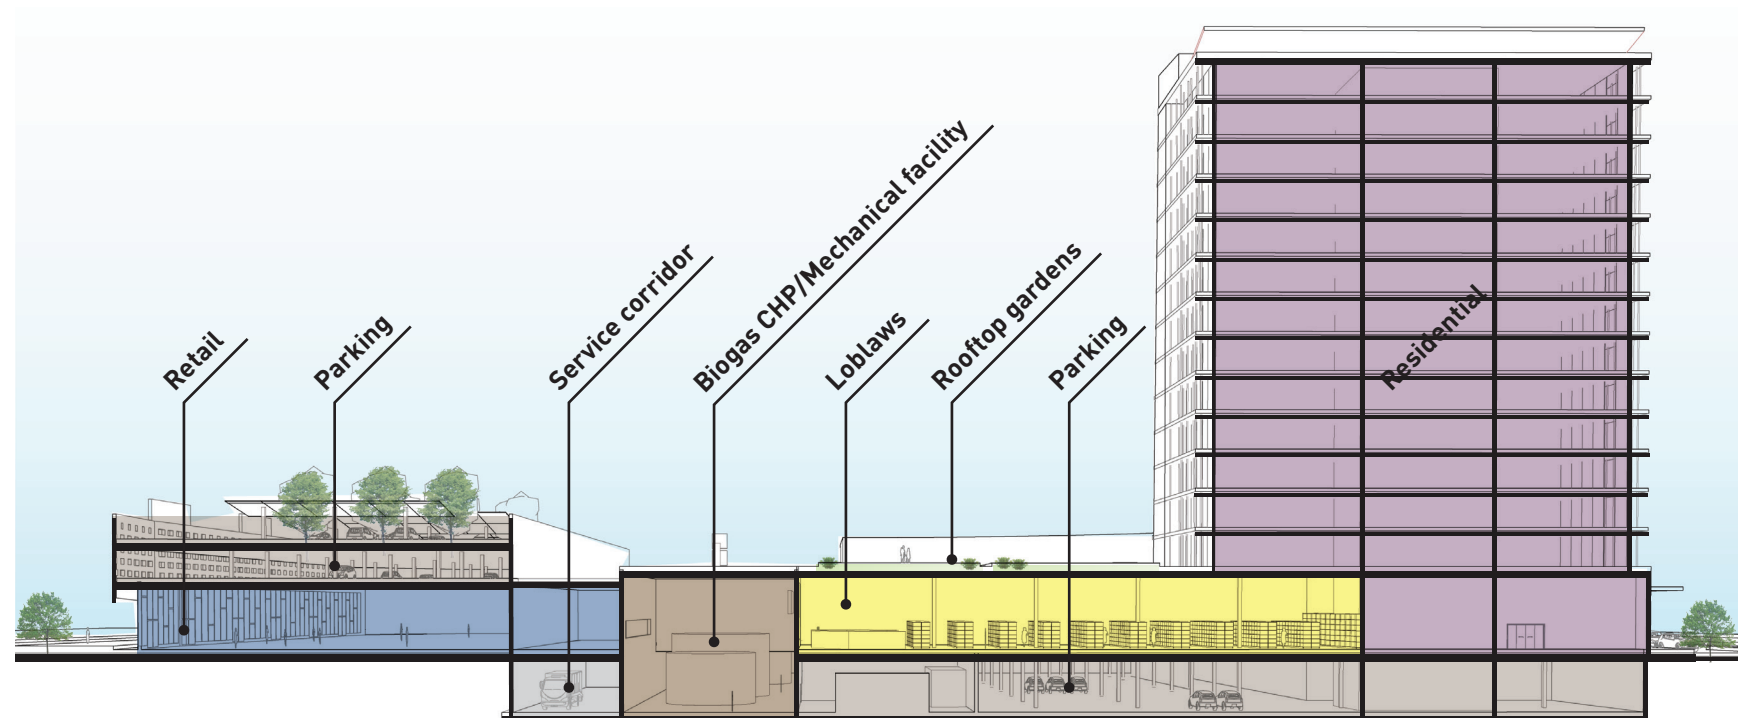 Retail
Parking
Service corridor
Biogas CHP/Mechanical facility
Loblaws
Rooftop gardens
Parking
Residential